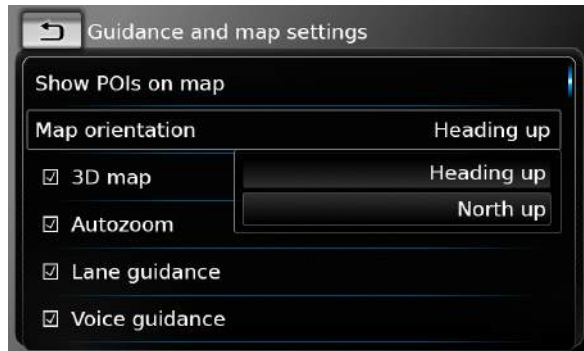 Guidance and map settings
Show POIs on map
Map orientation Heading up
Heading up
3D map
North up
Autozoom
Lane guidance
Voice guidance